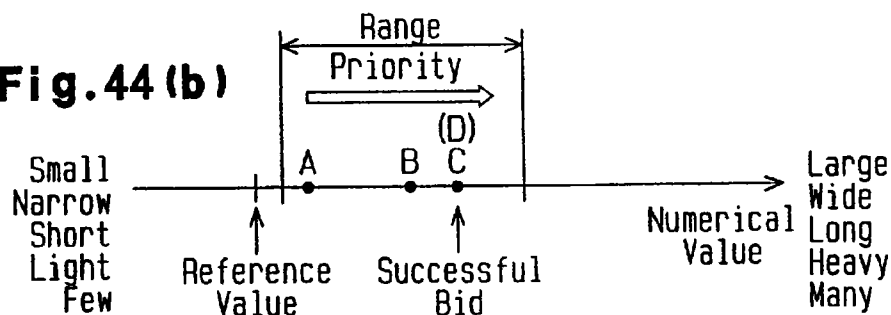 Range
Fig.44(b)
Priority
(D)
A B C
Small
Narrow
Short
Light
Few
Reference
Value
Successful
Bid
Numerical
Value
Large
Wide
Long
Heavy
Many